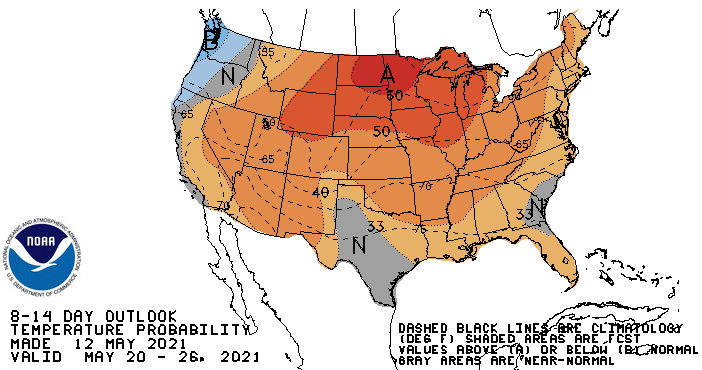 B
N
35
A
60
65
50
50
65
65
70
40
70
33
75
33
N
N
NATIONAL OCEANIC AND ATMOSPHERIC ADMINISTRATION
NOAA
U.S. DEPARTMENT OF COMMERCE
8-14 DAY OUTLOOK
TEMPERATURE PROBABILITY
MADE 12 MAY 2021
VALID MAY 20 - 26, 2021
DASHED BLACK LINES ARE CLIMATOLOGY
(DEG F) SHADED AREAS ARE FCST
VALUES ABOVE (A) OR BELOW (B) NORMAL
GRAY AREAS ARE NEAR-NORMAL